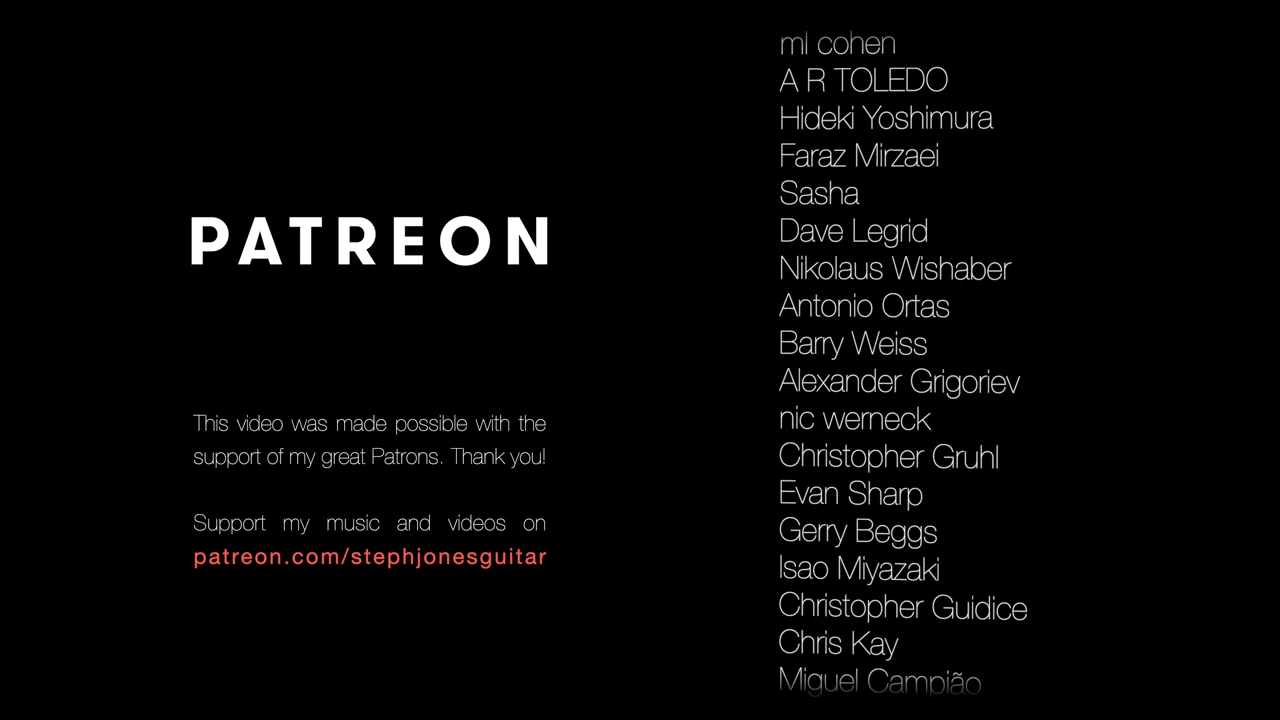 PATREON
This video was made possible with the
support of my great Patrons. Thank you!
Support my music and videos on
patreon.com/stephjonesguitar
ml cohen
A R TOLEDO
Hideki Yoshimura
Faraz Mirzaei
Sasha
Dave Legrid
Nikolaus Wishaber
Antonio Ortas
Barry Weiss
Alexander Grigoriev
nic werneck
Christopher Gruhl
Evan Sharp
Gerry Beggs
Isao Miyazaki
Christopher Guidice
Chris Kay
Miguel Campião